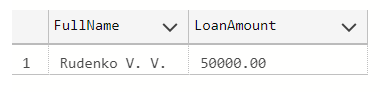 FullName LoanAmount
1 Rudenko V. V. 50000.00